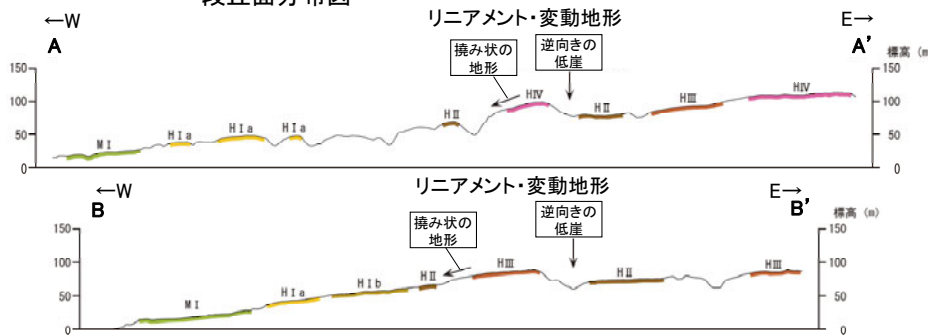 段丘面分布図
←W リニアメント・変動地形 E→
A A’
標高 (m)
撓み状の
地形
逆向きの
低崖
150 150
100 100
50 50
0 0
MⅠ HⅠa HⅠa HⅠa HⅡ HⅣ HⅡ HⅢ HⅣ
←W リニアメント・変動地形 E→
B B’
標高 (m)
撓み状の
地形
逆向きの
低崖
150 150
100 100
50 50
0 0
MⅠ HⅠa HⅠb HⅡ HⅢ HⅡ HⅢ